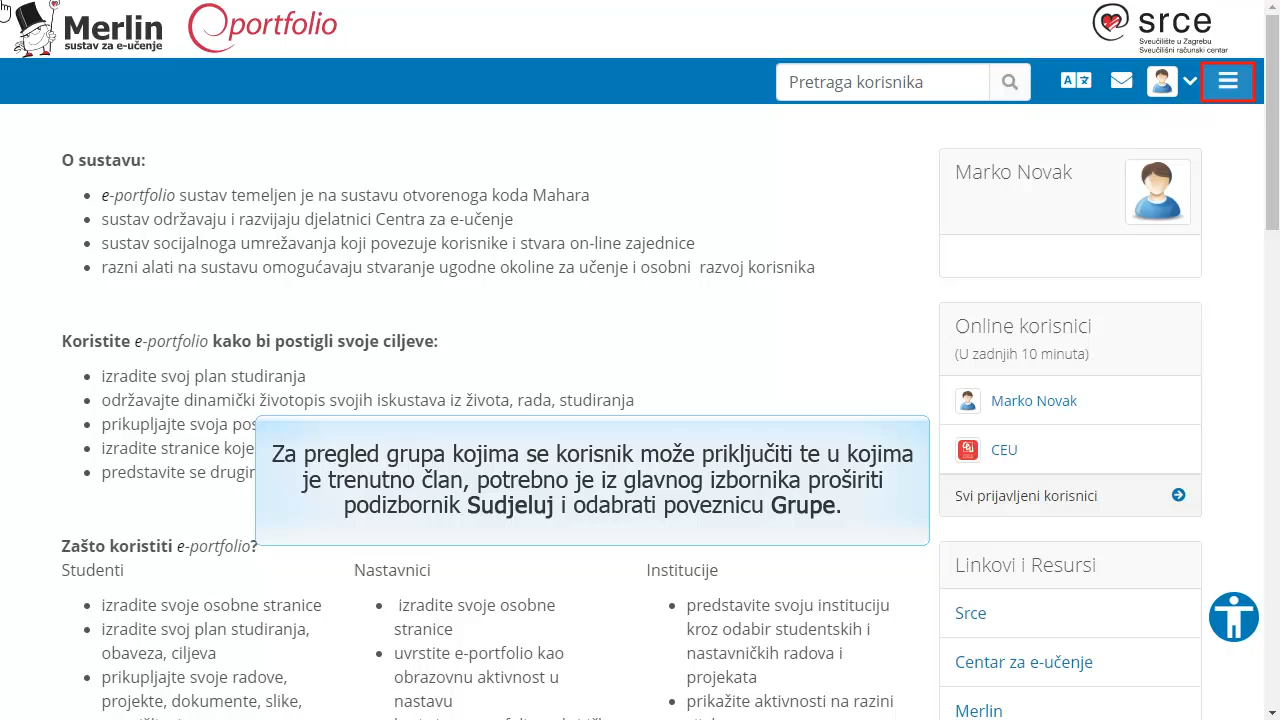 Merlin
sustav za e-učenje
portfolio
srce
Sveučilište u Zagrebu
Sveučilišni računski centar
Pretraga korisnika
O sustavu:
e-portfolio sustav temeljen je na sustavu otvorenoga koda Mahara
sustav održavaju i razvijaju djelatnici Centra za e-učenje
sustav socijalnoga umrežavanja koji povezuje korisnike i stvara on-line zajednice
razni alati na sustavu omogućavaju stvaranje ugodne okoline za učenje i osobni razvoj korisnika
Koristite e-portfolio kako bi postigli svoje ciljeve:
izradite svoj plan studiranja
održavajte dinamički životopis svojih iskustava iz života, rada, studiranja
prikupljajte svoja pos
izradite stranice koje
predstavite se drugin
Za pregled grupa kojima se korisnik može priključiti te u kojima
je trenutno član, potrebno je iz glavnog izbornika proširiti
podizbornik Sudjeluj i odabrati poveznicu Grupe.
Zašto koristiti e-portfolio?
Studenti
izradite svoje osobne stranice
izradite svoj plan studiranja,
obaveza, ciljeva
prikupljajte svoje radove,
projekte, dokumente, slike,
Nastavnici
izradite svoje osobne
stranice
uvrstite e-portfolio kao
obrazovnu aktivnost u
nastavu
Institucije
predstavite svoju instituciju
kroz odabir studentskih i
nastavničkih radova i
projekata
prikažite aktivnosti na razini
Marko Novak
Online korisnici
(U zadnjih 10 minuta)
Marko Novak
CEU
Svi prijavljeni korisnici
Linkovi i Resursi
Srce
Centar za e-učenje
Merlin